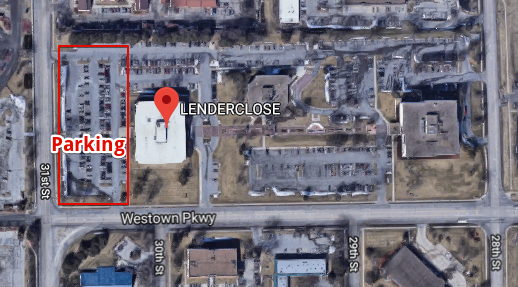 LENDERCLOSE
Parking
31st St
Westown Pkwy
30th St
29th St
28th St